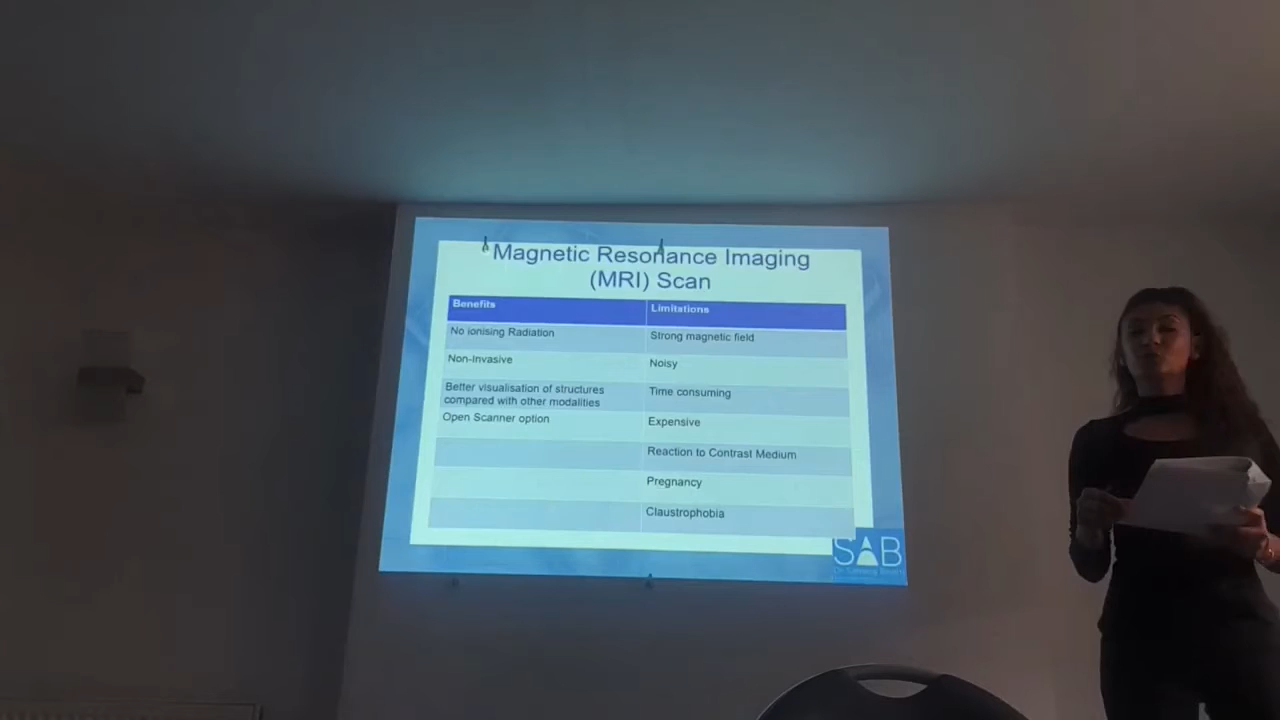 Magnetic Resonance Imaging
(MRI) Scan
Benefits
Limitations
No ionising Radiation
Strong magnetic field
Non-Invasive
Noisy
Better visualisation of structures
compared with other modalities
Time consuming
Open Scanner option
Expensive
Reaction to Contrast Medium
Pregnancy
Claustrophobia
SAB